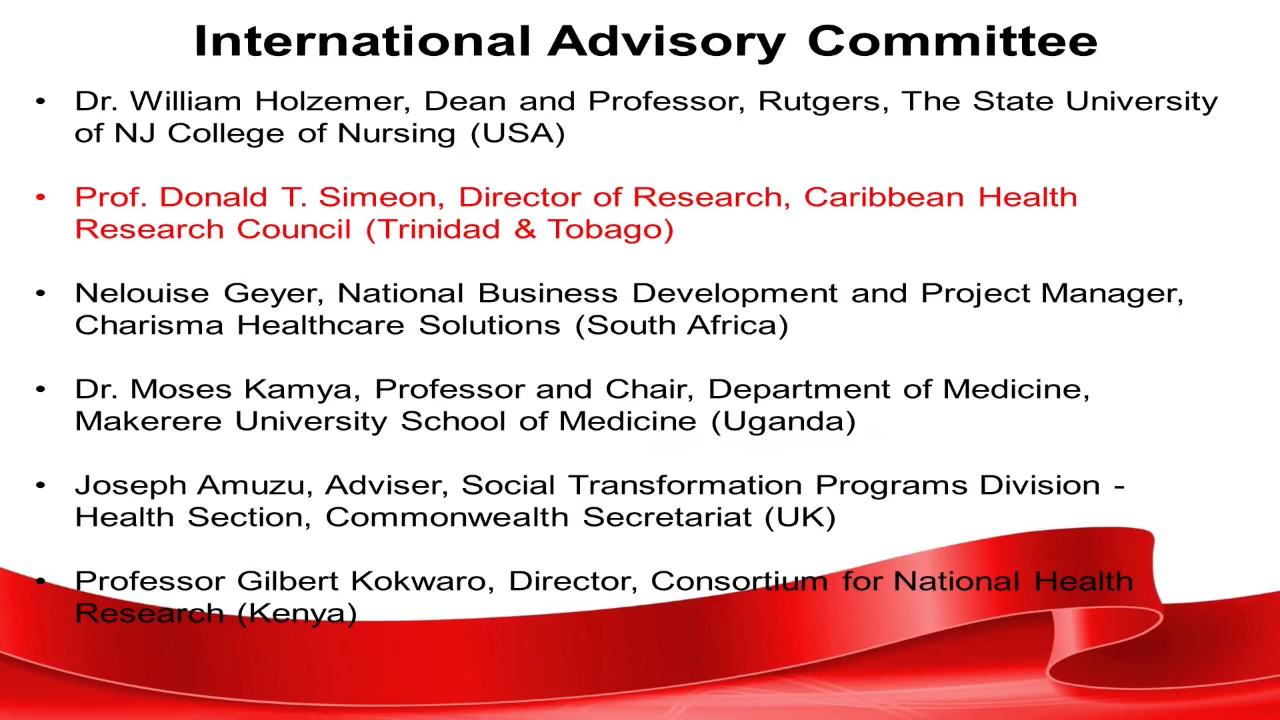 International Advisory Committee
• Dr. William Holzemer, Dean and Professor, Rutgers, The State University
of NJ College of Nursing (USA)
• Prof. Donald T. Simeon, Director of Research, Caribbean Health
Research Council (Trinidad & Tobago)
• Nelouise Geyer, National Business Development and Project Manager,
Charisma Healthcare Solutions (South Africa)
• Dr. Moses Kamya, Professor and Chair, Department of Medicine,
Makerere University School of Medicine (Uganda)
• Joseph Amuzu, Adviser, Social Transformation Programs Division -
Health Section, Commonwealth Secretariat (UK)
• Professor Gilbert Kokwaro, Director, Consortium for National Health
Research (Kenya)